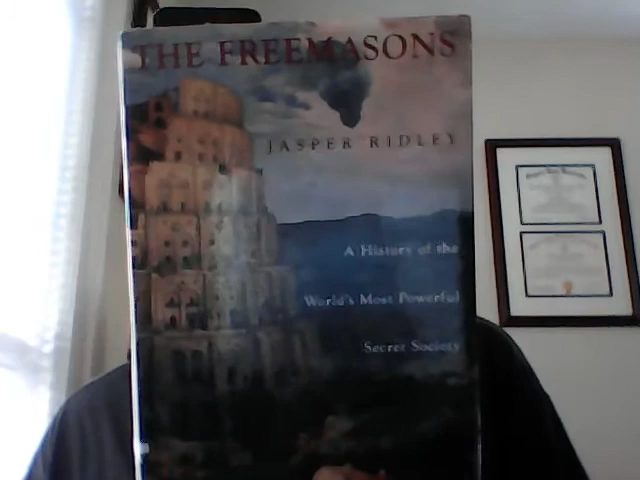 THE FREEMASONS
JASPER RIDLEY
A History of the
World's Most Powerful
Secret Society